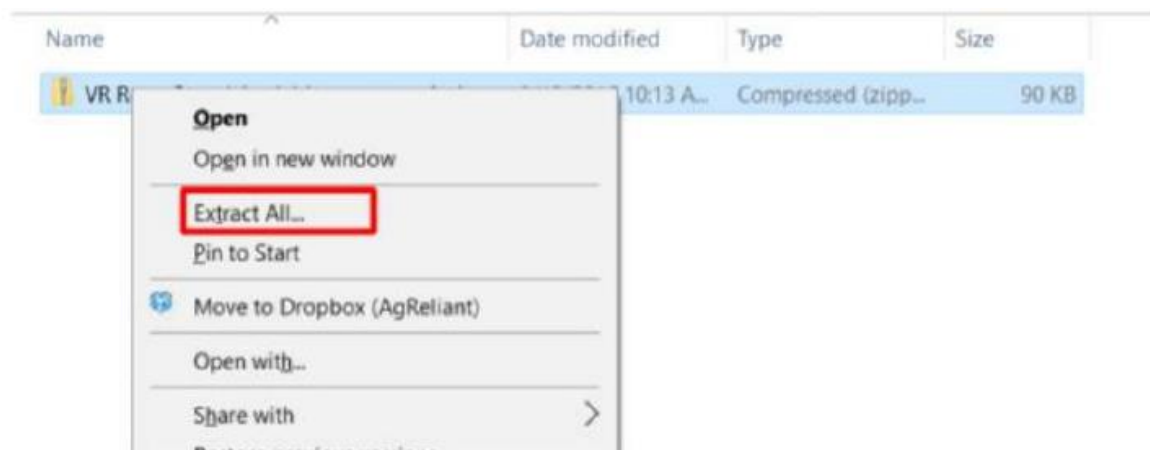 Name Date modified Type Size
VR R 10:13 A... Compressed (zipp... 90 KB
Open
Open in new window
Extract All...
Pin to Start
Move to Dropbox (AgReliant)
Open with...
Share with